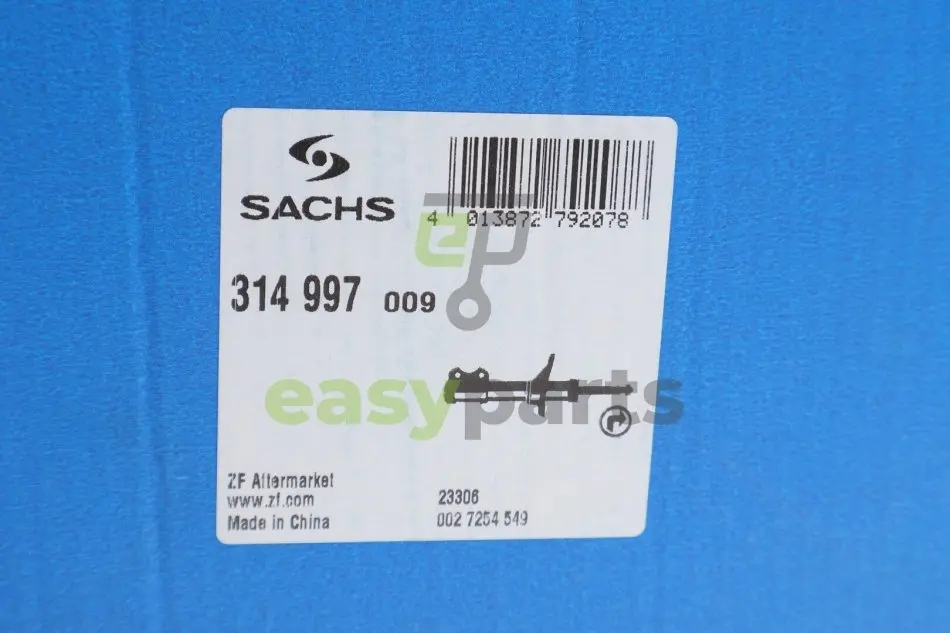 SACHS
4 013872 792078
314 997 009
ep
easyparts
ZF Aftermarket
www.zf.com
Made in China
23306
002 7254 549